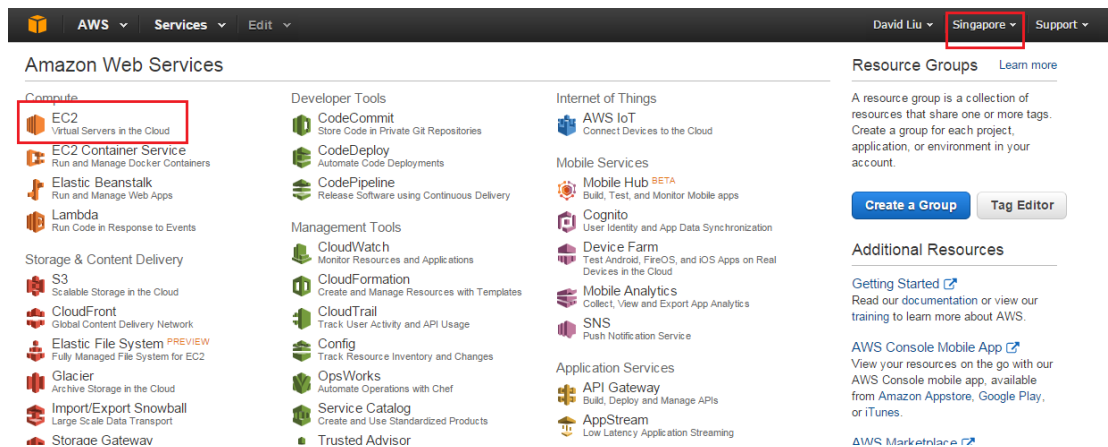 AWS Services Edit David Liu Singapore Support
Amazon Web Services
Compute
EC2
Virtual Servers in the Cloud
EC2 Container Service
Run and Manage Docker Containers
Elastic Beanstalk
Run and Manage Web Apps
Lambda
Run Code in Response to Events
Storage & Content Delivery
S3
Scalable Storage in the Cloud
CloudFront
Global Content Delivery Network
Elastic File System PREVIEW
Fully Managed File System for EC2
Glacier
Archive Storage in the Cloud
Import/Export Snowball
Large Scale Data Transport
Storage Gateway
Developer Tools
CodeCommit
Store Code in Private Git Repositories
CodeDeploy
Automate Code Deployments
CodePipeline
Release Software using Continuous Delivery
Management Tools
CloudWatch
Monitor Resources and Applications
CloudFormation
Create and Manage Resources with Templates
CloudTrail
Track User Activity and API Usage
Config
Track Resource Inventory and Changes
OpsWorks
Automate Operations with Chef
Service Catalog
Create and Use Standardized Products
Trusted Advisor
Internet of Things
AWS IoT
Connect Devices to the Cloud
Mobile Services
Mobile Hub BETA
Build, Test, and Monitor Mobile apps
Cognito
User Identity and App Data Synchronization
Device Farm
Test Android, FireOS, and iOS Apps on Real
Devices in the Cloud
Mobile Analytics
Collect, View and Export App Analytics
SNS
Push Notification Service
Application Services
API Gateway
Build, Deploy and Manage APIs
AppStream
Low Latency Application Streaming
Resource Groups Learn more
A resource group is a collection of
resources that share one or more tags.
Create a group for each project,
application, or environment in your
account.
Create a Group Tag Editor
Additional Resources
Getting Started
Read our documentation or view our
training to learn more about AWS.
AWS Console Mobile App
View your resources on the go with our
AWS Console mobile app, available
from Amazon Appstore, Google Play,
or iTunes.
AWS Marketplace